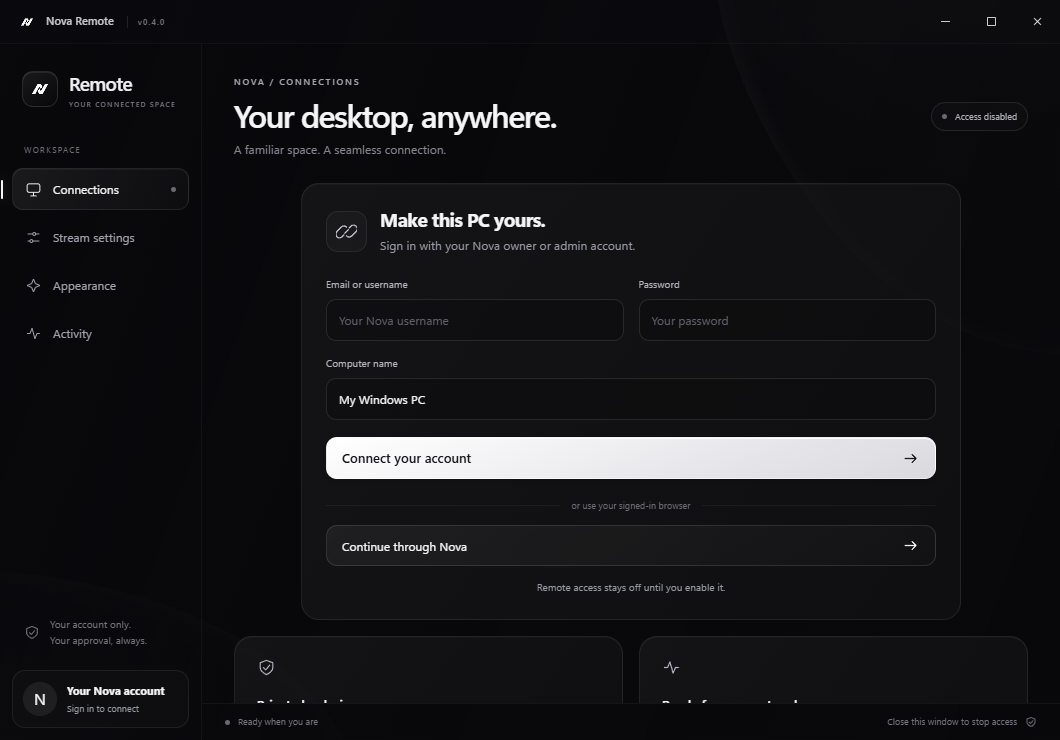 Nova Remote
v0.4.0
Remote
YOUR CONNECTED SPACE
WORKSPACE
Connections
Stream settings
Appearance
Activity
Your account only.
Your approval, always.
N
Your Nova account
Sign in to connect
NOVA / CONNECTIONS
Your desktop, anywhere.
A familiar space. A seamless connection.
Access disabled
Make this PC yours.
Sign in with your Nova owner or admin account.
Email or username
Password
Your Nova username
Your password
Computer name
My Windows PC
Connect your account
or use your signed-in browser
Continue through Nova
Remote access stays off until you enable it.
Ready when you are
Close this window to stop access